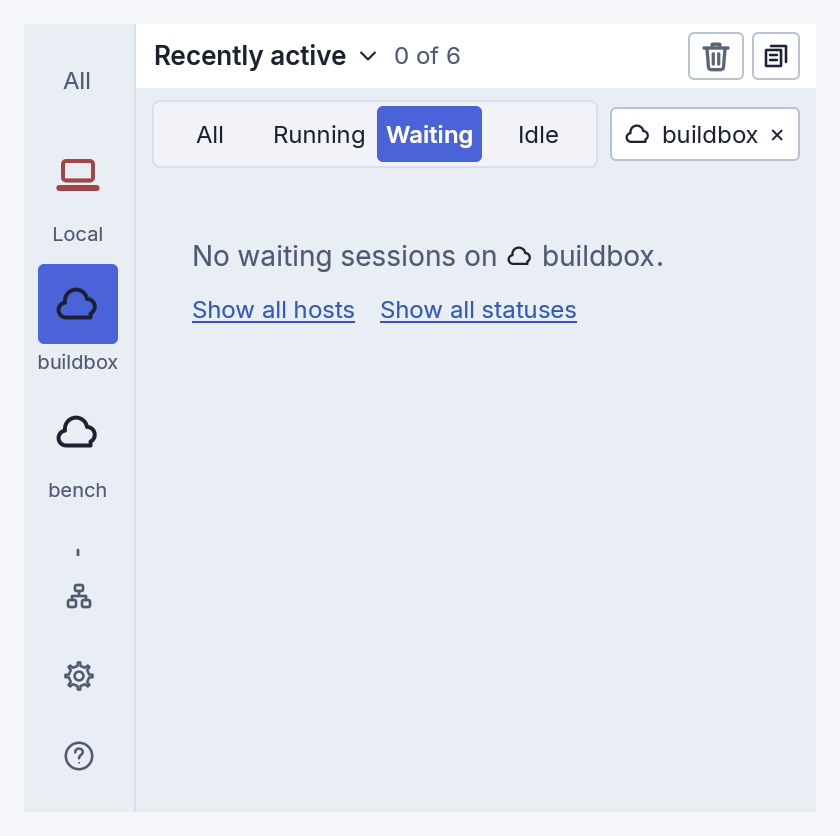 All
Local
buildbox
bench
Recently active 0 of 6
All Running Waiting Idle buildbox ×
No waiting sessions on buildbox.
Show all hosts Show all statuses